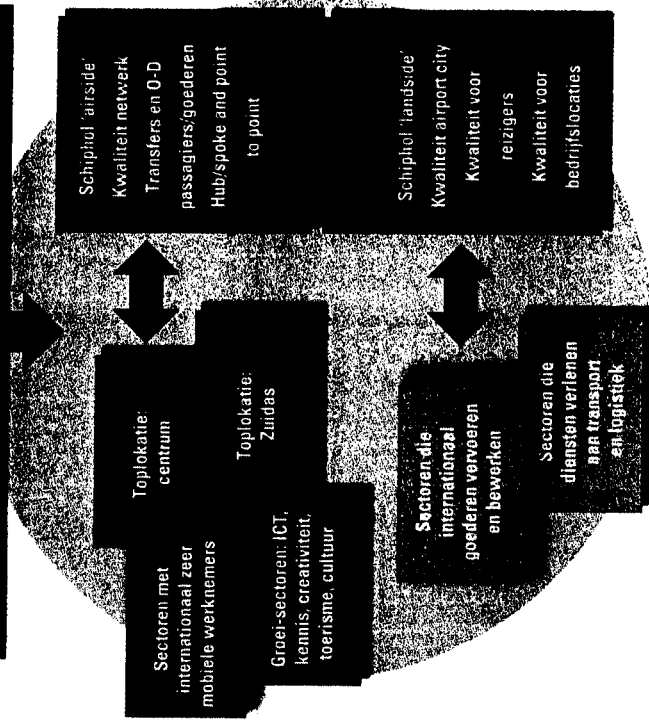 Schiphol 'airside'
Kwaliteit netwerk
Transfers en O-D
passagiers/goederen
Hub/spoke and point
to point
Schiphol 'landside'
Kwaliteit airport city
Kwaliteit voor
reizigers
Kwaliteit voor
bedrijfslocaties
Toplokatie:
centrum
Toplokatie:
Zuidas
Sectoren met
internationaal zeer
mobiele werknemers
Groei-sectoren: ICT,
kennis, creativiteit,
toerisme, cultuur
Sectoren die
internationaal
goederen vervoeren
en bewerken
Sectoren die
diensten verlenen
aan transport
en logistiek